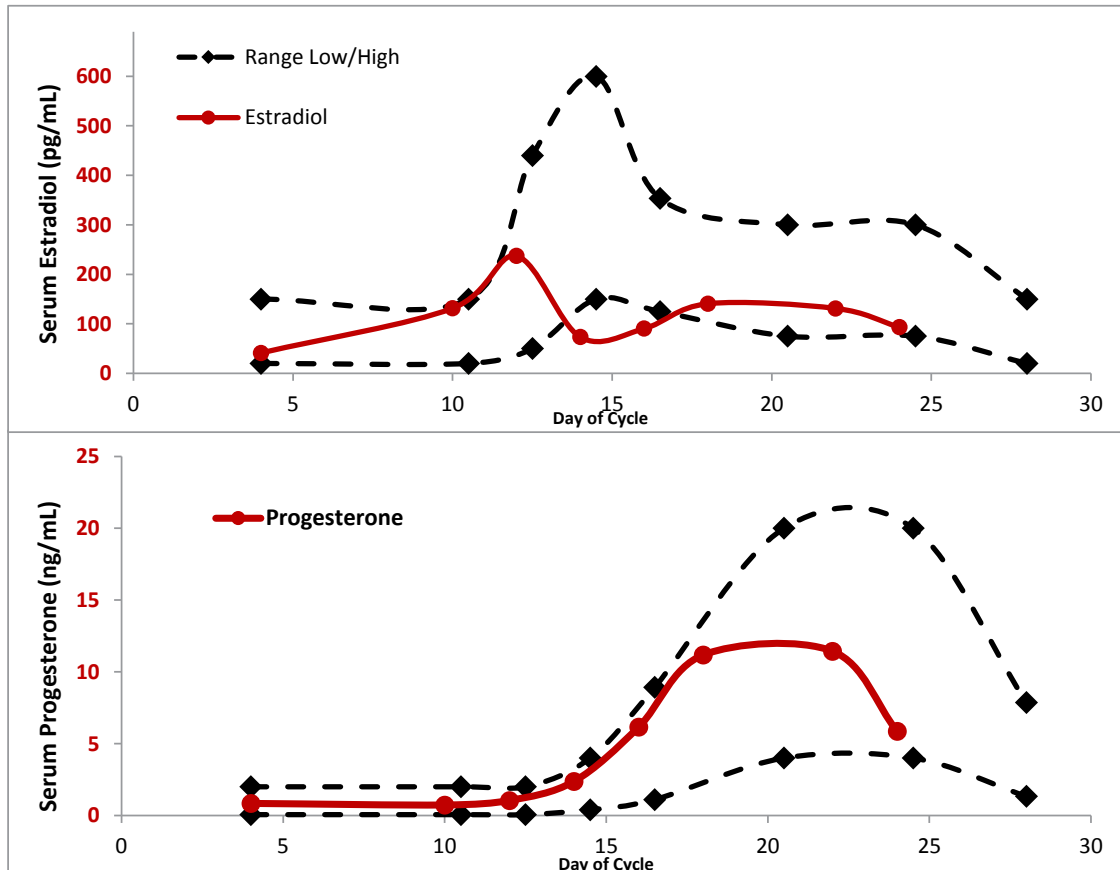 Serum Estradiol (pg/mL)
600
500
400
300
200
100
0
Range Low/High
Estradiol
0 5 10 15 20 25 30
Day of Cycle
Serum Progesterone (ng/mL)
25
20
15
10
5
0
Progesterone
0 5 10 15 20 25 30
Day of Cycle